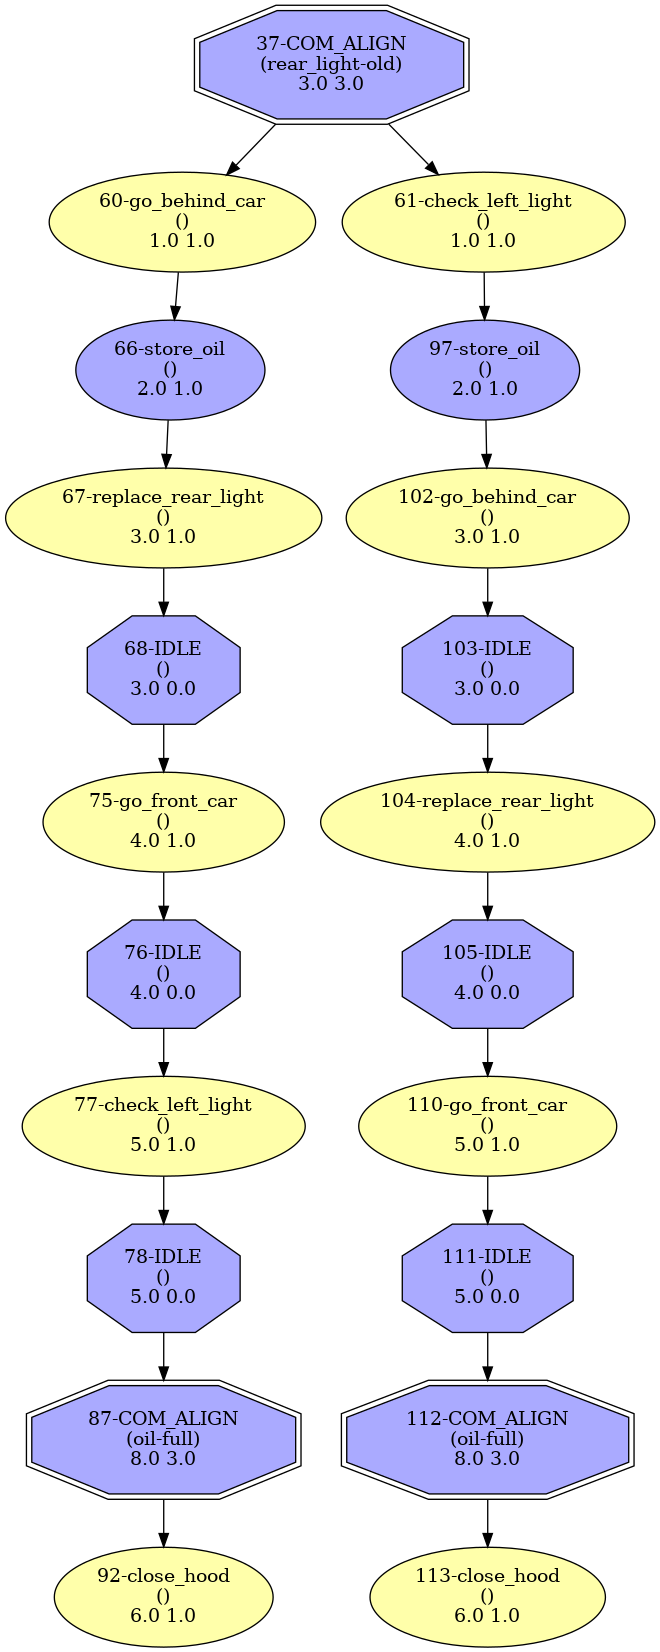 37-COM_ALIGN
(rear_light-old)
3.0 3.0
60-go_behind_car
()
1.0 1.0
61-check_left_light
()
1.0 1.0
66-store_oil
()
2.0 1.0
97-store_oil
()
2.0 1.0
67-replace_rear_light
()
3.0 1.0
102-go_behind_car
()
3.0 1.0
68-IDLE
()
3.0 0.0
103-IDLE
()
3.0 0.0
75-go_front_car
()
4.0 1.0
104-replace_rear_light
()
4.0 1.0
76-IDLE
()
4.0 0.0
105-IDLE
()
4.0 0.0
77-check_left_light
()
5.0 1.0
110-go_front_car
()
5.0 1.0
78-IDLE
()
5.0 0.0
111-IDLE
()
5.0 0.0
87-COM_ALIGN
(oil-full)
8.0 3.0
112-COM_ALIGN
(oil-full)
8.0 3.0
92-close_hood
()
6.0 1.0
113-close_hood
()
6.0 1.0